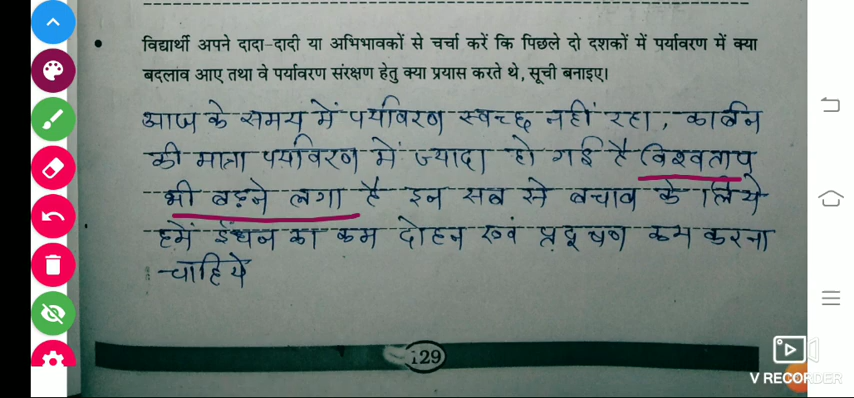 • विद्यार्थी अपने दादा-दादी या अभिभावकों से चर्चा करें कि पिछले दो दशकों में पर्यावरण में क्या
बदलाव आए तथा वे पर्यावरण संरक्षण हेतु क्या प्रयास करते थे, सूची बनाइए।
आज के समय में पर्यावरण स्वच्छ नहीं रहा, कार्बन
की मात्रा पर्यावरण में ज्यादा हो गई है विश्वताप
भी बड़ने लगा है इन सब से बचाव के लिये
हमें ईंधन का कम दोहन एवं प्रदूषण कम करना
चाहिये
129
V RECORDER